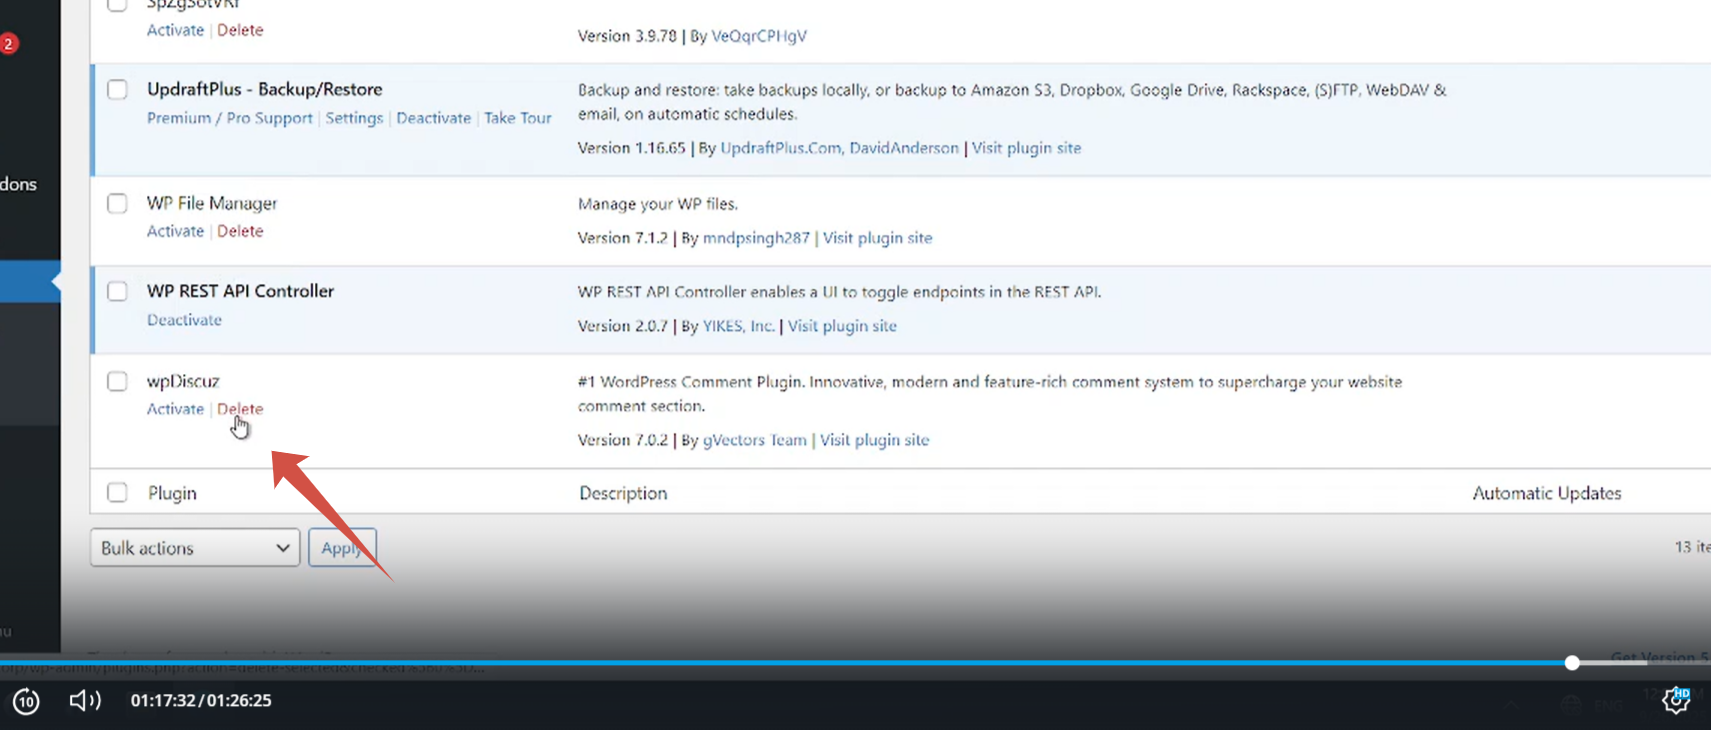 2
Activate | Delete
Version 3.9.78 | By VeQqrCPHgV
UpdraftPlus - Backup/Restore
Premium / Pro Support | Settings | Deactivate | Take Tour
Backup and restore: take backups locally, or backup to Amazon S3, Dropbox, Google Drive, Rackspace, (S)FTP, WebDAV &
email, on automatic schedules.
Version 1.16.65 | By UpdraftPlus.Com, DavidAnderson | Visit plugin site
dons
WP File Manager
Activate | Delete
Manage your WP files.
Version 7.1.2 | By mndpsingh287 | Visit plugin site
WP REST API Controller
Deactivate
WP REST API Controller enables a UI to toggle endpoints in the REST API.
Version 2.0.7 | By YIKES, Inc. | Visit plugin site
wpDiscuz
Activate | Delete
#1 WordPress Comment Plugin. Innovative, modern and feature-rich comment system to supercharge your website
comment section.
Version 7.0.2 | By gVectors Team | Visit plugin site
Plugin Description Automatic Updates
Bulk actions Apply 13 ite
Get Version 5
10 01:17:32/01:26:25 ENG HD